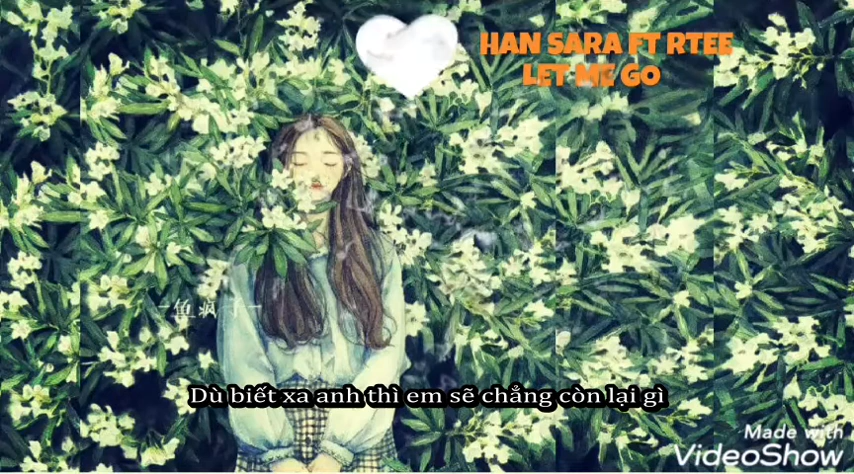 HAN SARA FT RTEE
LET ME GO
Dù biết xa anh thì em sẽ chẳng còn lại gì
Made with
VideoShow